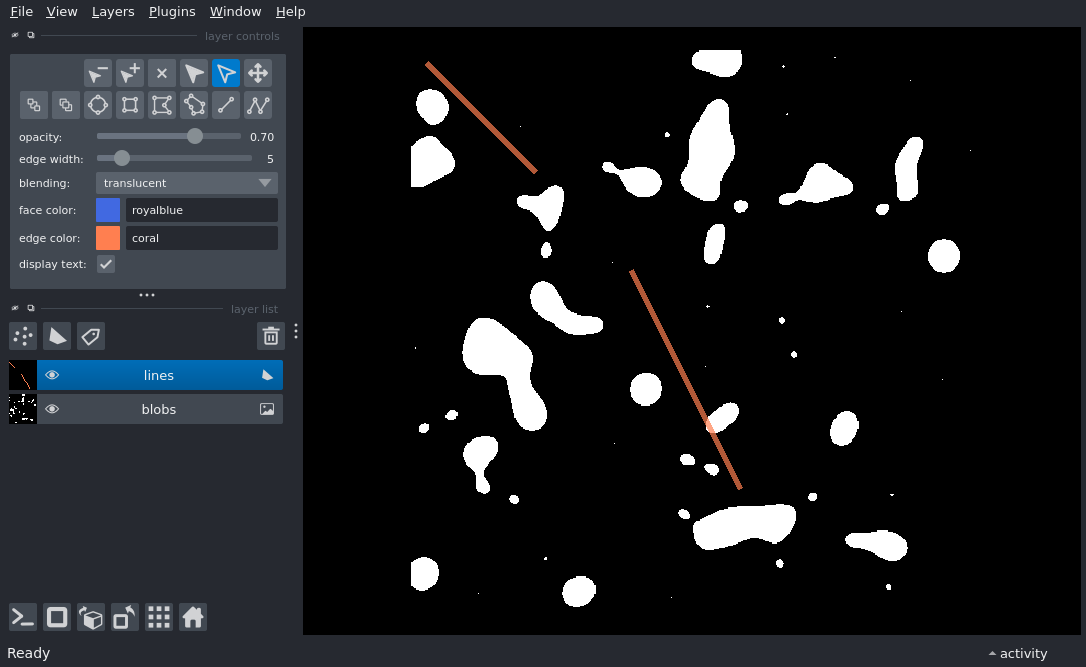 File View Layers Plugins Window Help
layer controls
opacity: 0.70
edge width: 5
blending: translucent
face color: royalblue
edge color: coral
display text:
layer list
lines
blobs
Ready
activity